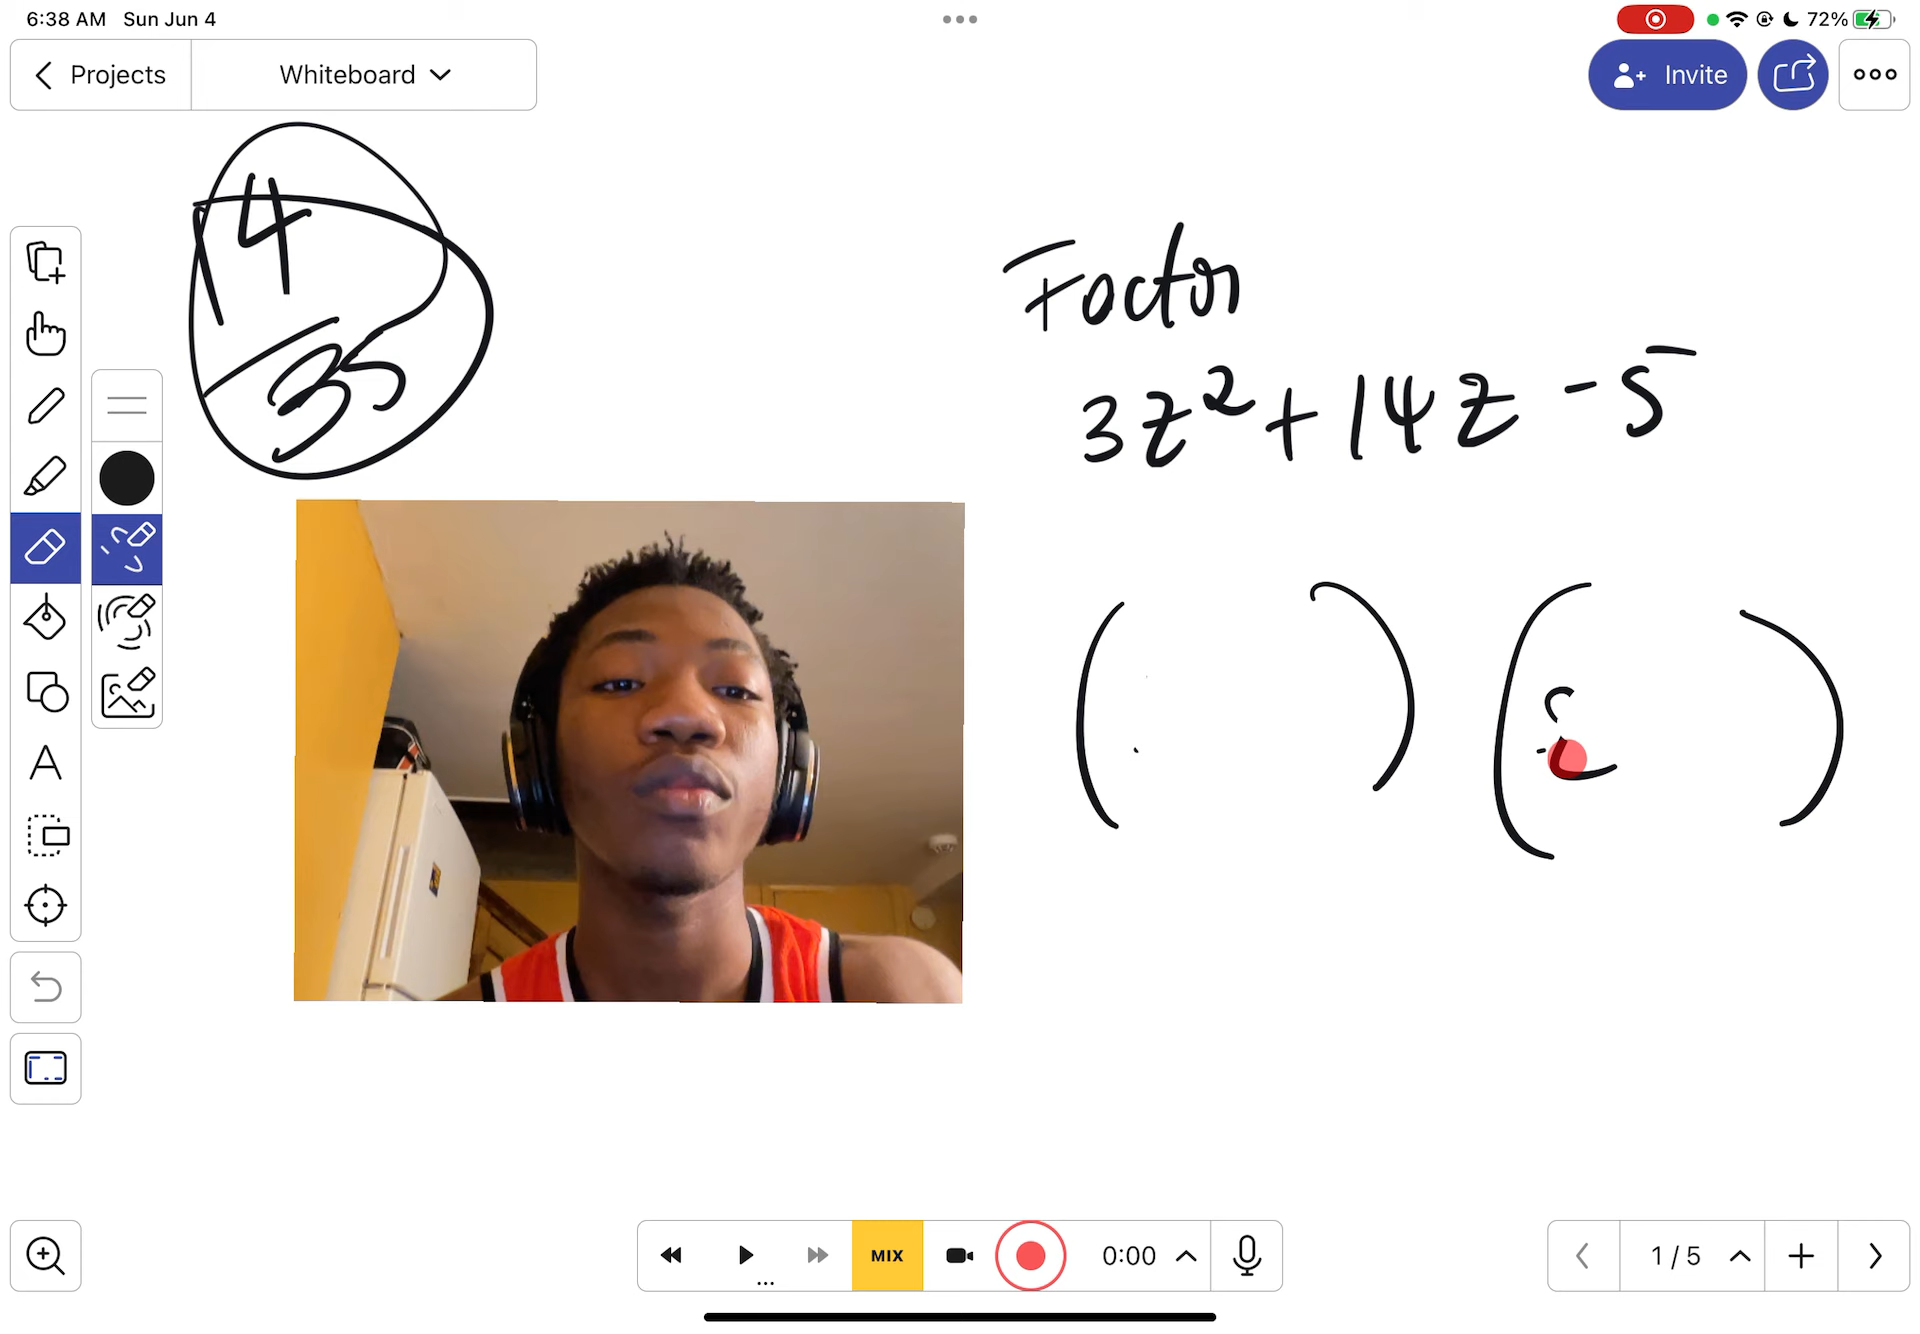 6:38 AM Sun Jun 4
72%
Projects
Whiteboard
Invite
14
35
Factor
3z²+14z-5
( ) ( )
A
MIX
0:00
1 / 5